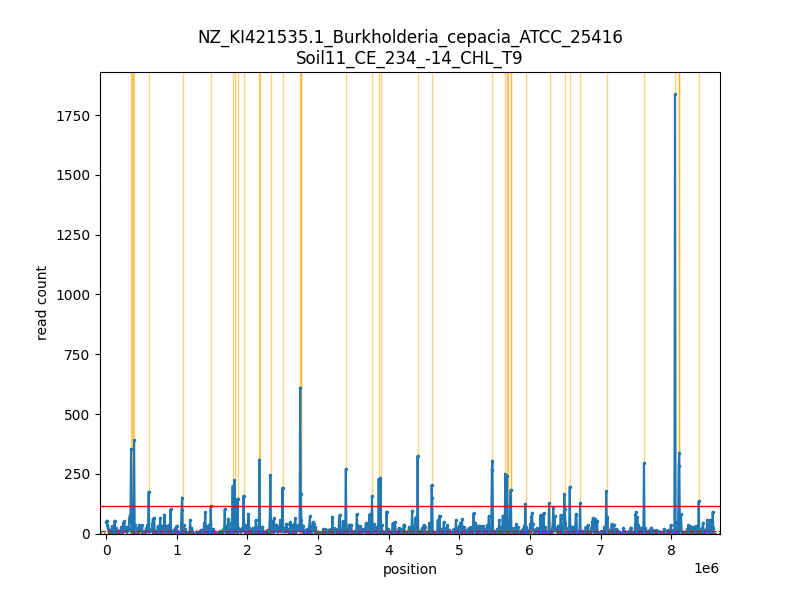 NZ_KI421535.1_Burkholderia_cepacia_ATCC_25416
Soil11_CE_234_-14_CHL_T9
1750
1500
1250
1000
750
500
250
0
read count
0 1 2 3 4 5 6 7 8
position
1e6